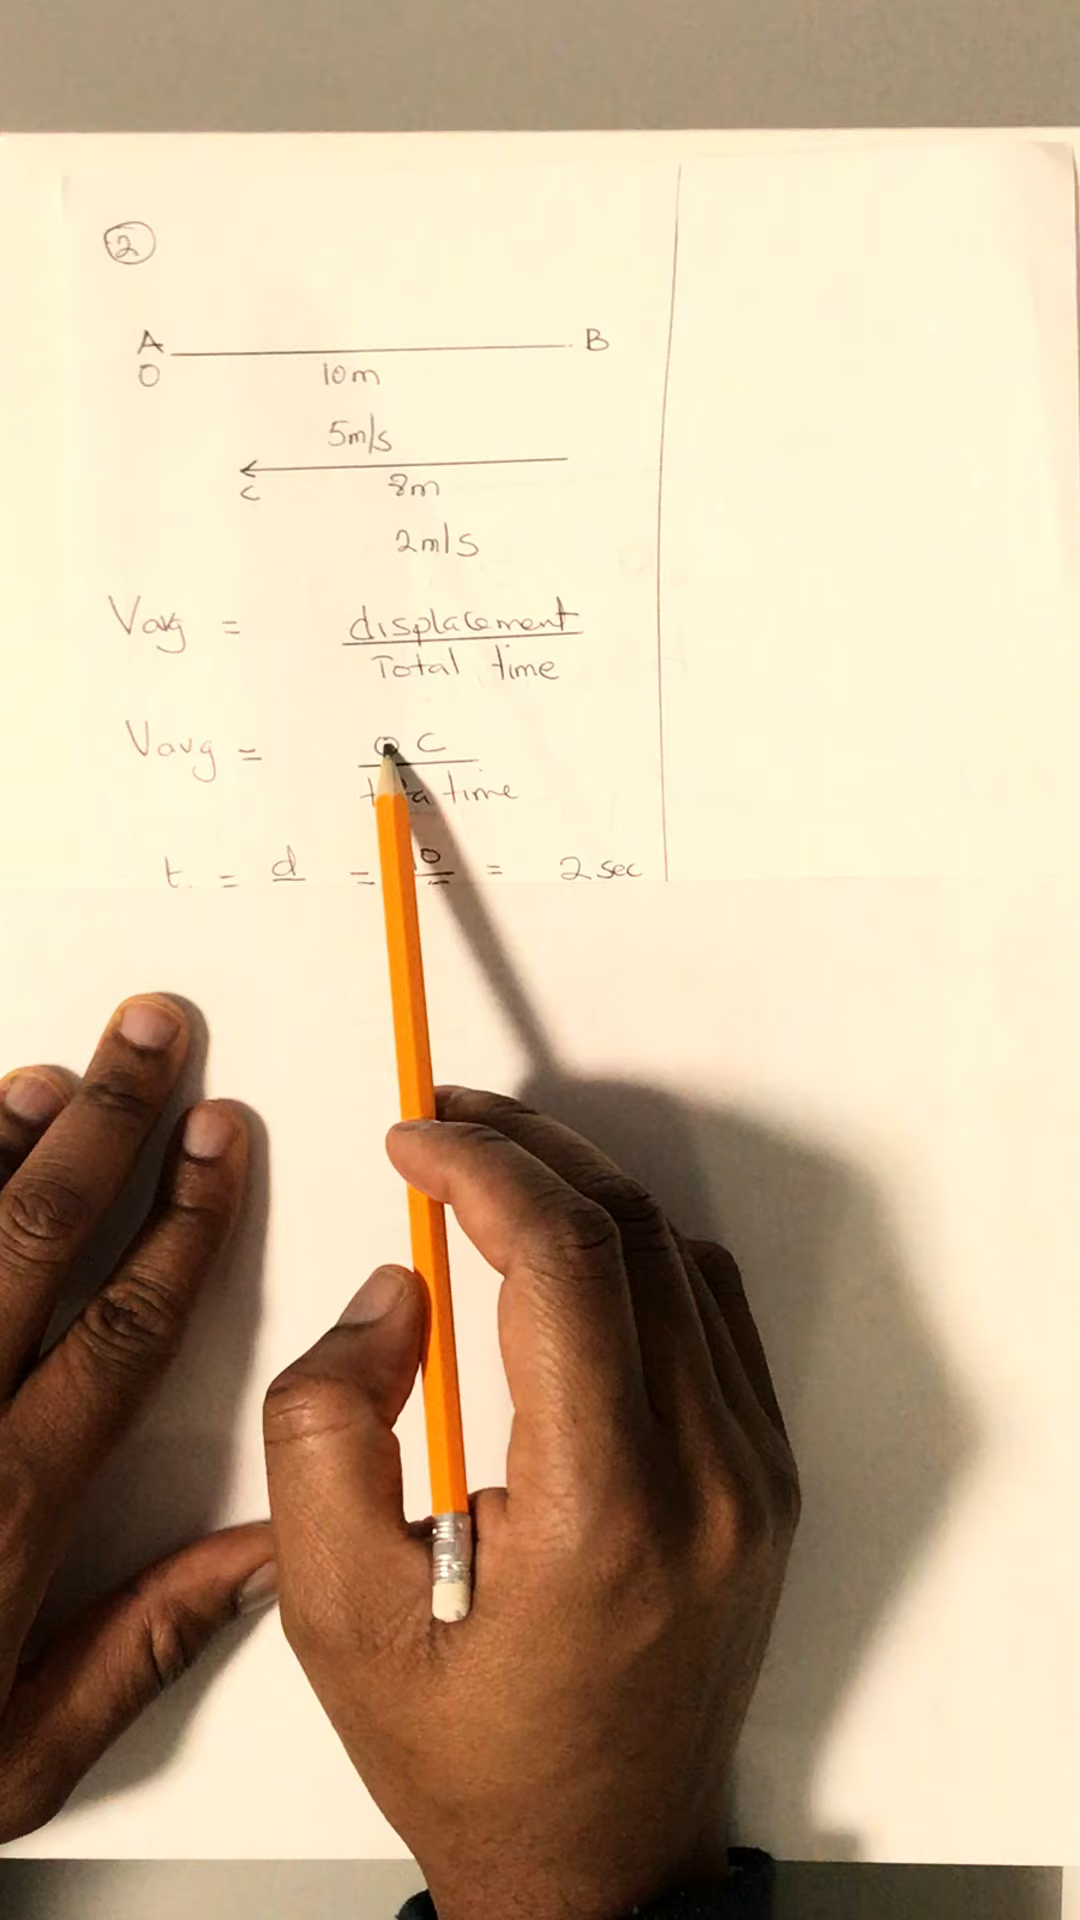 2
A B
O 10m
5m/s
C 8m
2m/s
Vavg = displacement
Total time
Vavg = O C
time
t. = d = = 2 sec